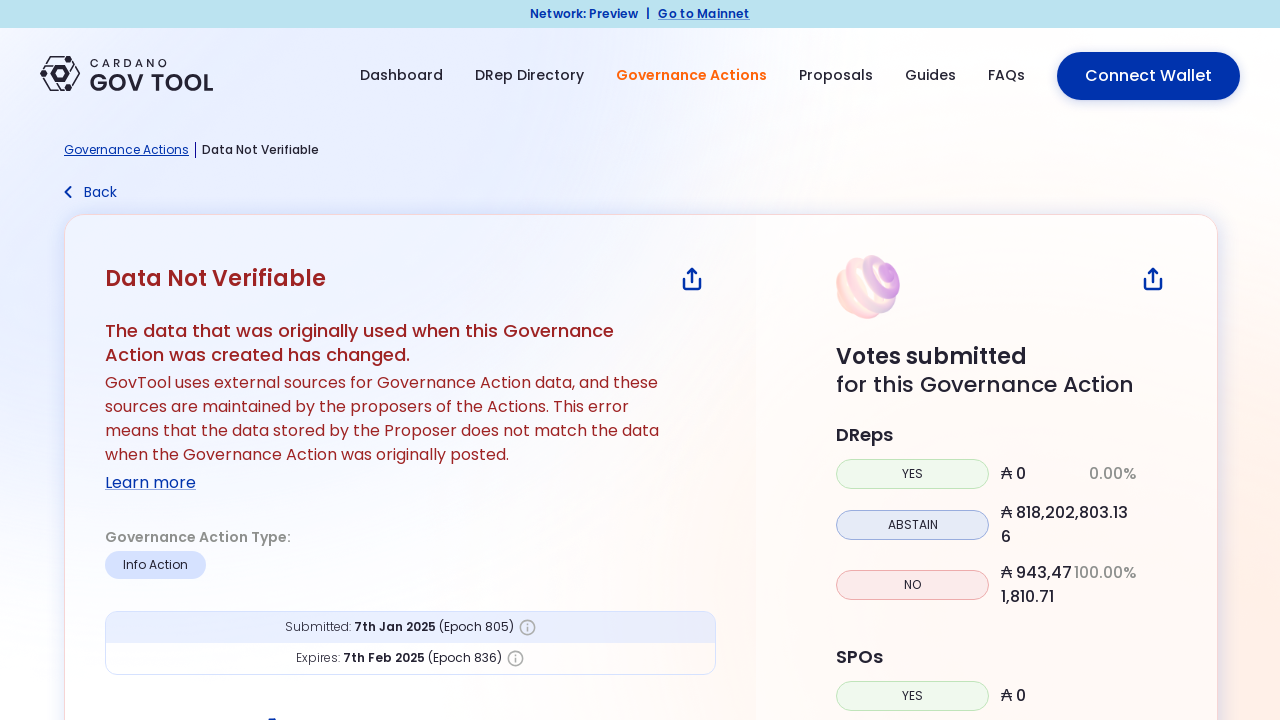 Network: Preview | Go to Mainnet
CARDANO
GOV TOOL
Dashboard DRep Directory Governance Actions Proposals Guides FAQs Connect Wallet
Governance Actions | Data Not Verifiable
Back
Data Not Verifiable
The data that was originally used when this Governance
Action was created has changed.
GovTool uses external sources for Governance Action data, and these
sources are maintained by the proposers of the Actions. This error
means that the data stored by the Proposer does not match the data
when the Governance Action was originally posted.
Learn more
Governance Action Type:
Info Action
Submitted: 7th Jan 2025 (Epoch 805)
Expires: 7th Feb 2025 (Epoch 836)
Votes submitted
for this Governance Action
DReps
YES ₳ 0 0.00%
ABSTAIN ₳ 818,202,803.13
6
NO ₳ 943,47 100.00%
1,810.71
SPOs
YES ₳ 0